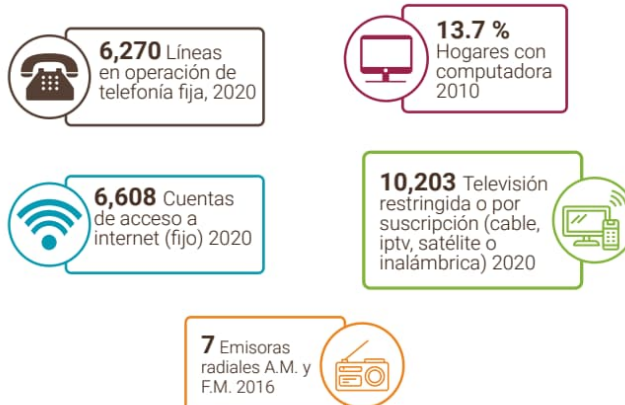 6,270 Líneas
en operación de
telefonía fija, 2020
13.7 %
Hogares con
computadora
2010
6,608 Cuentas
de acceso a
internet (fijo) 2020
10,203 Televisión
restringida o por
suscripción (cable,
iptv, satélite o
inalámbrica) 2020
7 Emisoras
radiales A.M. y
F.M. 2016